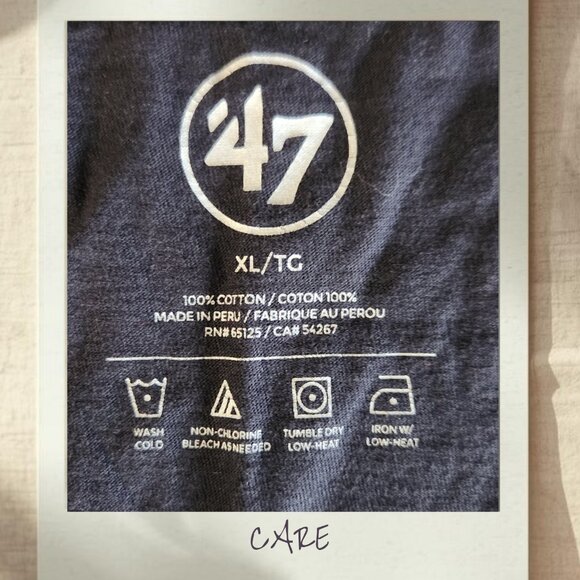 '47
XL/TG
100% COTTON / COTON 100%
MADE IN PERU / FABRIQUE AU PEROU
RN# 65125 / CA# 54267
WASH COLD
NON-CHLORINE BLEACH AS NEEDED
TUMBLE DRY LOW-HEAT
IRON W/ LOW-HEAT
CARE